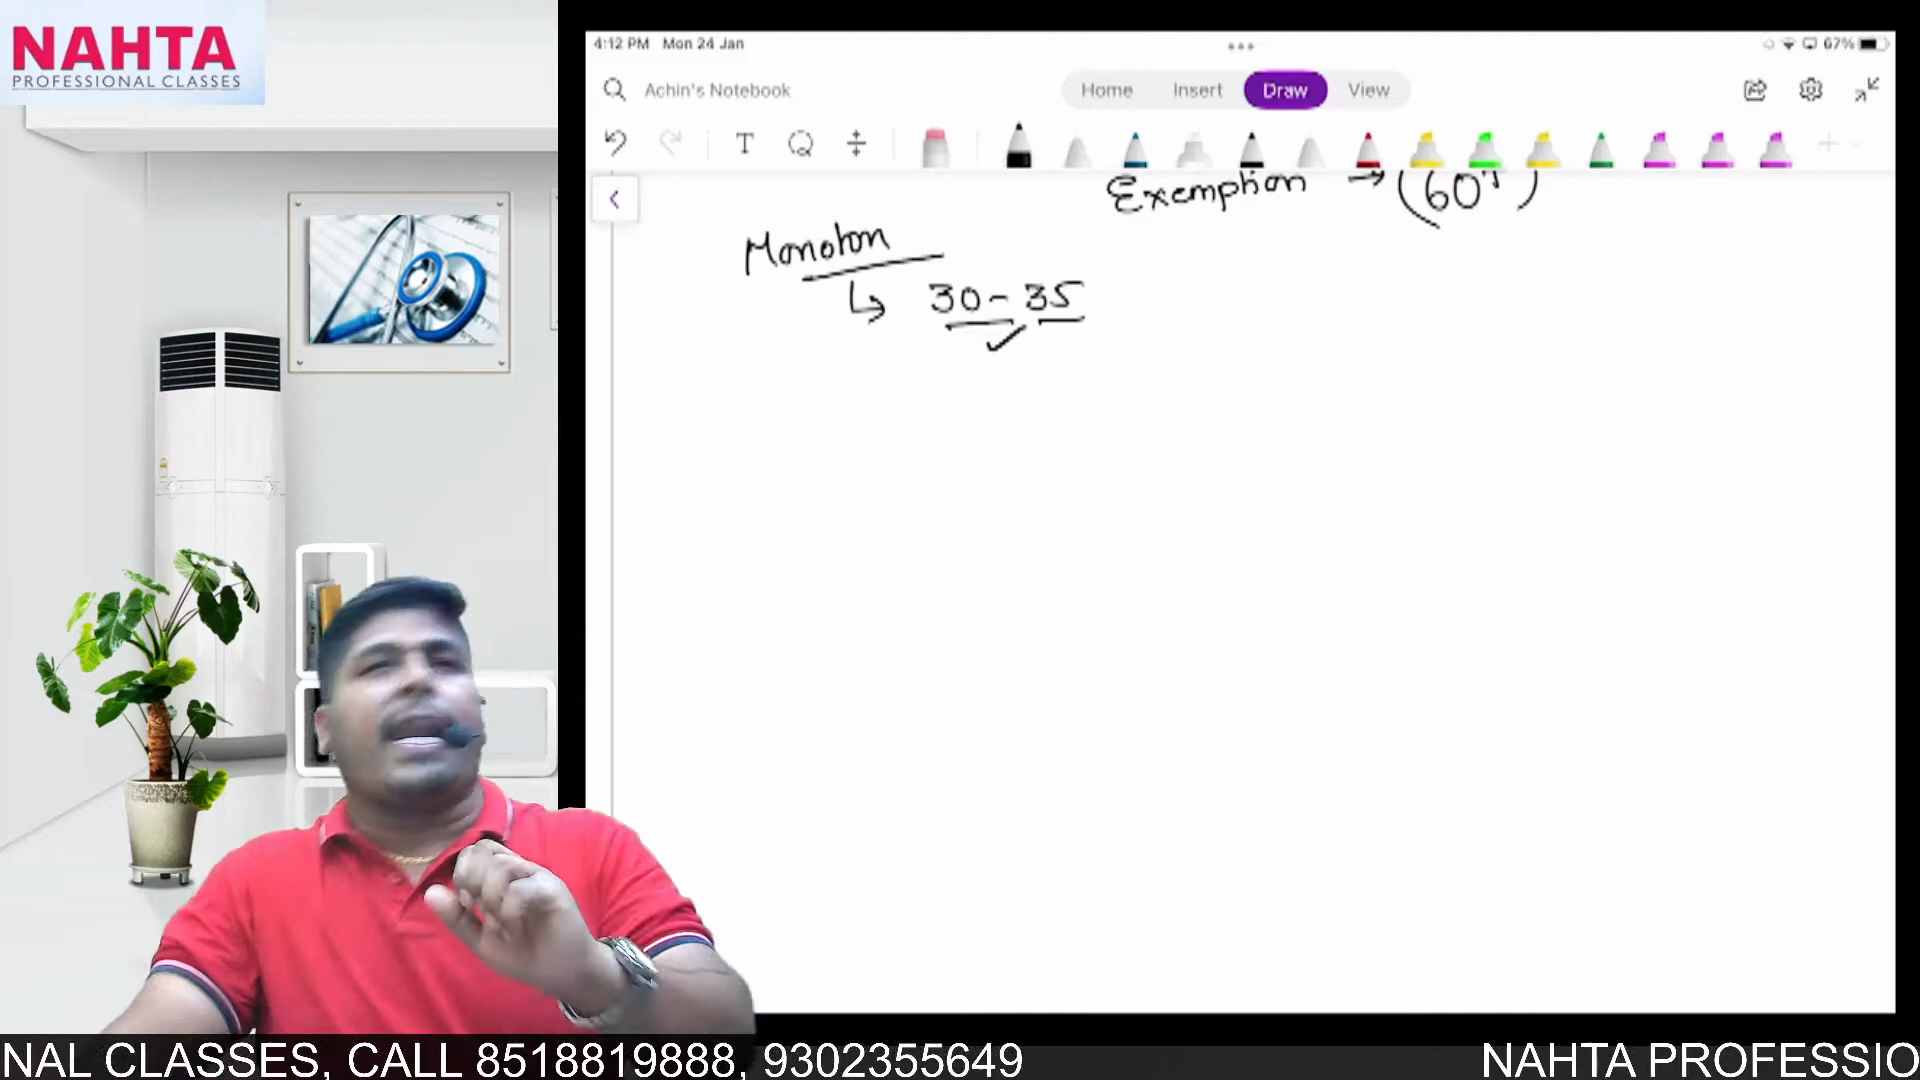 NAHTA
PROFESSIONAL CLASSES
4:12 PM Mon 24 Jan
67%
Achin's Notebook
Home Insert Draw View
T
Exemption → (60
Monoton
↳ 30 - 35 ✓
NAL CLASSES, CALL 8518819888, 9302355649 NAHTA PROFESSIO